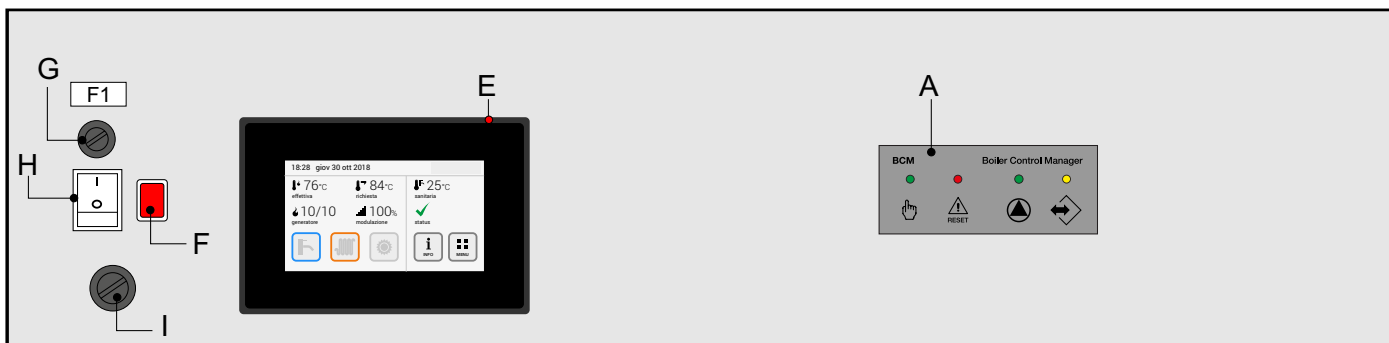 G
F1
H
F
I
E
18:28 giov 30 ott 2018
76°C
effettiva
84°C
richiesta
25°C
sanitaria
10/10
generatore
100%
modulazione
status
i
INFO
MENU
A
BCM
Boiler Control Manager
RESET